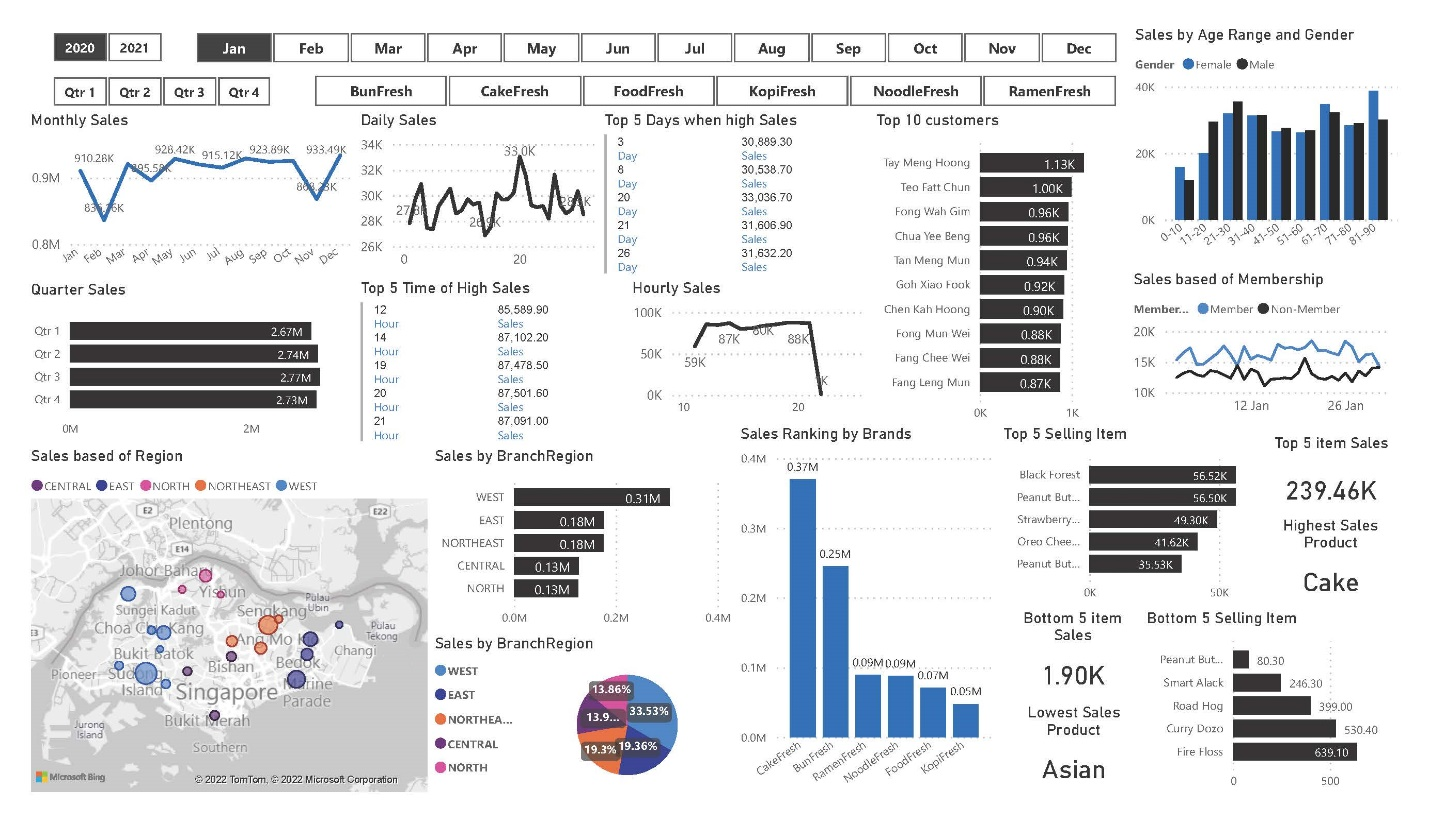 2020 2021 Jan Feb Mar Apr May Jun Jul Aug Sep Oct Nov Dec
Qtr 1 Qtr 2 Qtr 3 Qtr 4 BunFresh CakeFresh FoodFresh KopiFresh NoodleFresh RamenFresh
Monthly Sales
910.28K
928.42K
915.12K
923.89K
933.49K
0.9M
0.8M
Jan Feb Mar Apr May Jun Jul Aug Sep Oct Nov Dec
Daily Sales
34K
32K
30K
28K
26K
33.0K
0 20
Top 5 Days when high Sales
3 30,889.30
Day Sales
8 30,538.70
Day Sales
20 33,036.70
Day Sales
21 31,606.90
Day Sales
26 31,632.20
Day Sales
Top 10 customers
Tay Meng Hoong 1.13K
Teo Fatt Chun 1.00K
Fong Wah Gim 0.96K
Chua Yee Beng 0.96K
Tan Meng Mun 0.94K
Goh Xiao Fook 0.92K
Chen Kah Hoong 0.90K
Fong Mun Wei 0.88K
Fang Chee Wei 0.88K
Fang Leng Mun 0.87K
0K 1K
Sales by Age Range and Gender
Gender Female Male
40K
20K
0K
0-10 11-20 21-30 31-40 41-50 51-60 61-70 71-80 81-90
Quarter Sales
Qtr 1 2.67M
Qtr 2 2.74M
Qtr 3 2.77M
Qtr 4 2.73M
0M 2M
Top 5 Time of High Sales
12 85,589.90
Hour Sales
14 87,102.20
Hour Sales
19 87,478.50
Hour Sales
20 87,501.60
Hour Sales
21 87,091.00
Hour Sales
Hourly Sales
100K
50K
0K
59K
87K
80K
88K
10 20
Sales based of Membership
Member... Member Non-Member
20K
15K
10K
12 Jan 26 Jan
Sales based of Region
CENTRAL EAST NORTH NORTHEAST WEST
E2
E22
Plentong
E14
Johor Bahru
Yishun
Pulau
Ubin
Sungei Kadut
Sengkang
Choa Chu Kang
Pulau
Tekong
E3
Ang Mo
Changi
Bukit Batok
Bishan
Bedok
Pioneer
Sudong
Island
Singapore
Marine
Parade
Bukit Merah
Jurong
Island
Southern
Microsoft Bing
© 2022 TomTom, © 2022 Microsoft Corporation
Sales by BranchRegion
WEST 0.31M
EAST 0.18M
NORTHEAST 0.18M
CENTRAL 0.13M
NORTH 0.13M
0.0M 0.2M 0.4M
Sales by BranchRegion
WEST
EAST
NORTHEA...
CENTRAL
NORTH
13.86%
33.53%
13.9...
19.3%
19.36%
Sales Ranking by Brands
0.4M
0.3M
0.2M
0.1M
0.0M
0.37M
0.25M
0.09M
0.09M
0.07M
0.05M
CakeFresh BunFresh RamenFresh NoodleFresh FoodFresh KopiFresh
Top 5 Selling Item
Black Forest 56.52K
Peanut But... 56.50K
Strawberry... 49.30K
Oreo Chee... 41.62K
Peanut But... 35.53K
0K 50K
Top 5 item Sales
239.46K
Highest Sales
Product
Cake
Bottom 5 item
Sales
1.90K
Lowest Sales
Product
Asian
Bottom 5 Selling Item
Peanut But... 80.30
Smart Alack 246.30
Road Hog 399.00
Curry Dozo 530.40
Fire Floss 639.10
0 500